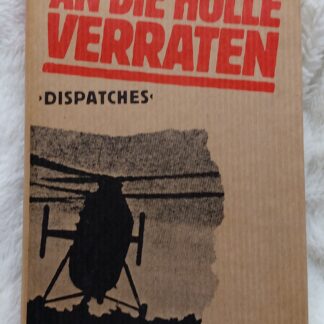 AN DIE HÖLLE
VERRATEN
›DISPATCHES‹